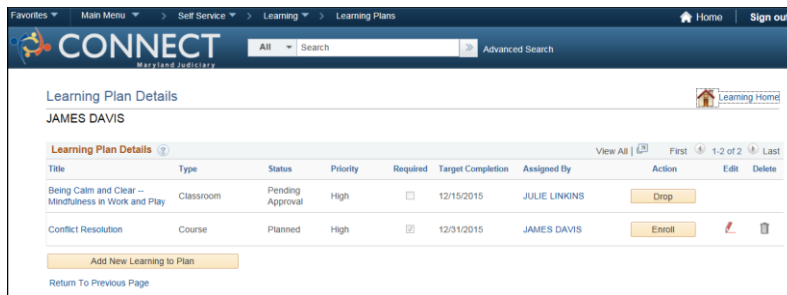 Favorites Main Menu > Self Service > Learning > Learning Plans Home Sign out
CONNECT All Search » Advanced Search
Maryland Judiciary
Learning Plan Details Learning Home
JAMES DAVIS
Learning Plan Details ? View All | First 1-2 of 2 Last
Title Type Status Priority Required Target Completion Assigned By Action Edit Delete
Being Calm and Clear -- Mindfulness in Work and Play Classroom Pending Approval High 12/15/2015 JULIE LINKINS Drop
Conflict Resolution Course Planned High 12/31/2015 JAMES DAVIS Enroll
Add New Learning to Plan
Return To Previous Page